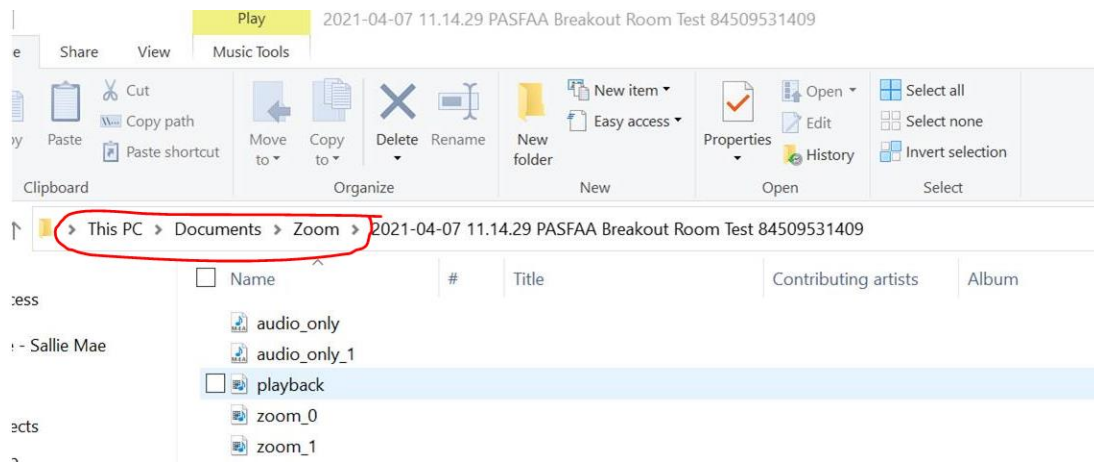 Play 2021-04-07 11.14.29 PASFAA Breakout Room Test 84509531409
e Share View Music Tools
Cut
Copy path
Paste shortcut
py Paste
Move to
Copy to
Delete Rename
New folder
New item
Easy access
Properties
Open
Edit
History
Select all
Select none
Invert selection
Clipboard Organize New Open Select
This PC > Documents > Zoom > 2021-04-07 11.14.29 PASFAA Breakout Room Test 84509531409
Name # Title Contributing artists Album
cess
audio_only
e - Sallie Mae audio_only_1
playback
ects zoom_0
zoom_1